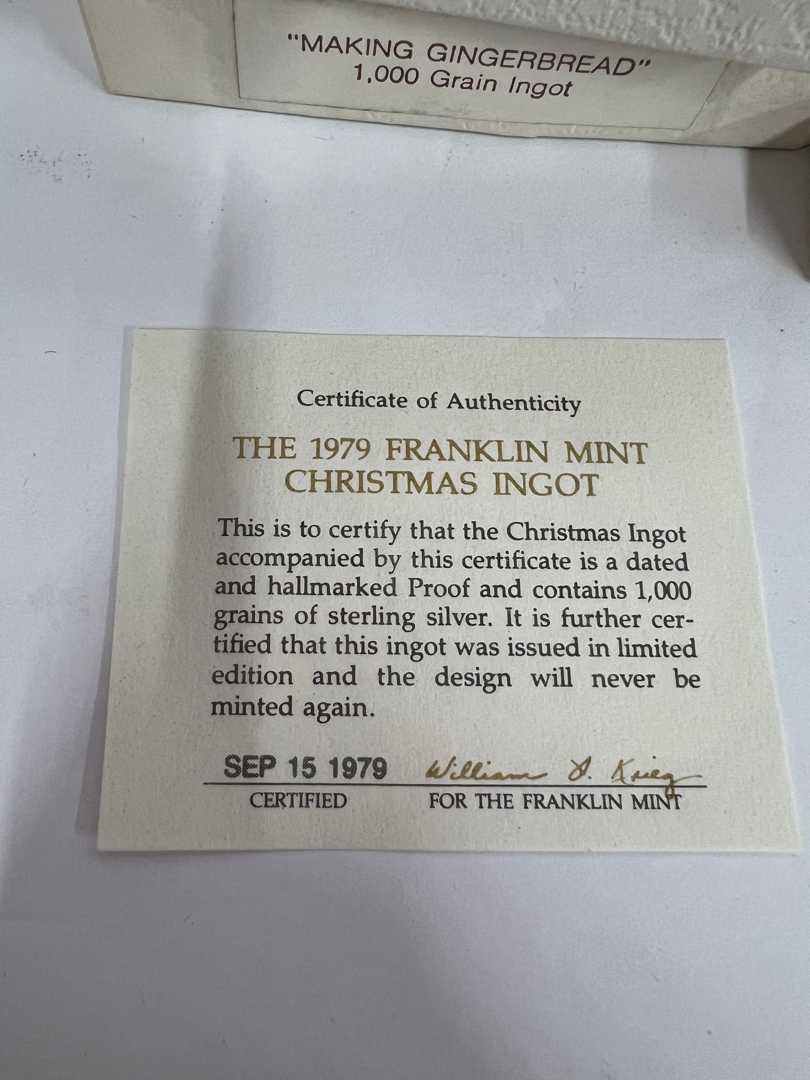 "MAKING GINGERBREAD"
1,000 Grain Ingot
Certificate of Authenticity
THE 1979 FRANKLIN MINT
CHRISTMAS INGOT
This is to certify that the Christmas Ingot
accompanied by this certificate is a dated
and hallmarked Proof and contains 1,000
grains of sterling silver. It is further cer-
tified that this ingot was issued in limited
edition and the design will never be
minted again.
SEP 15 1979 William D. Krieg
CERTIFIED FOR THE FRANKLIN MINT